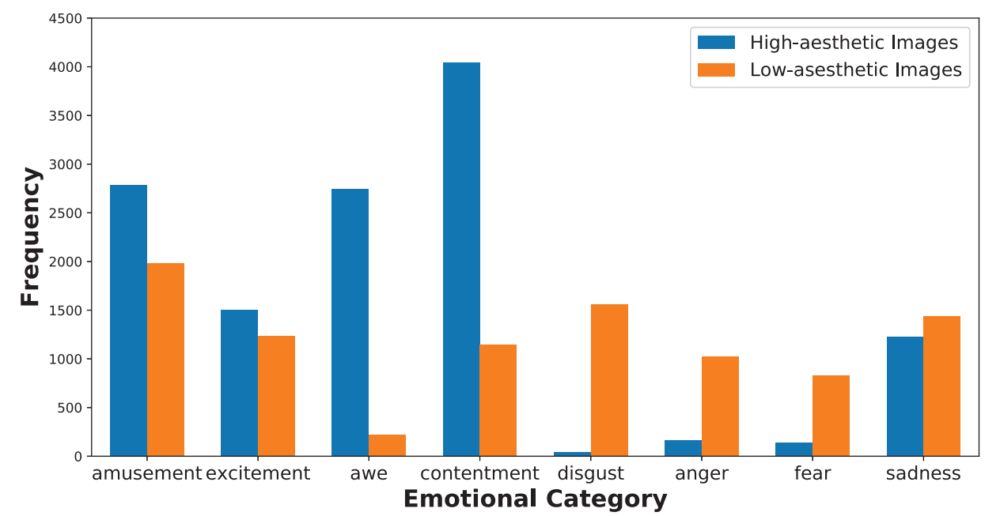 4500
4000
3500
3000
2500
2000
1500
1000
500
0
Frequency
High-aesthetic Images
Low-asesthetic Images
amusement excitement awe contentment disgust anger fear sadness
Emotional Category